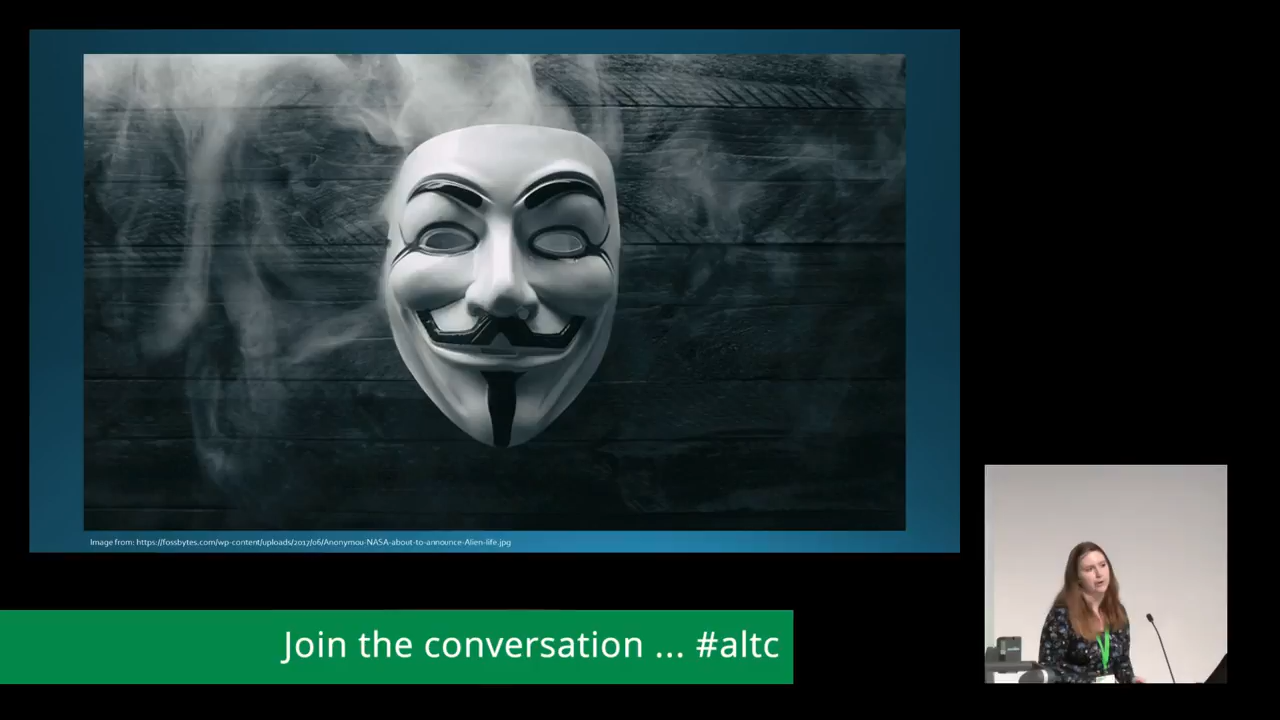 Image from: https://fossbytes.com/wp-content/uploads/2017/06/Anonymou-NASA-about-to-announce-Alien-life.jpg
Join the conversation ... #altc